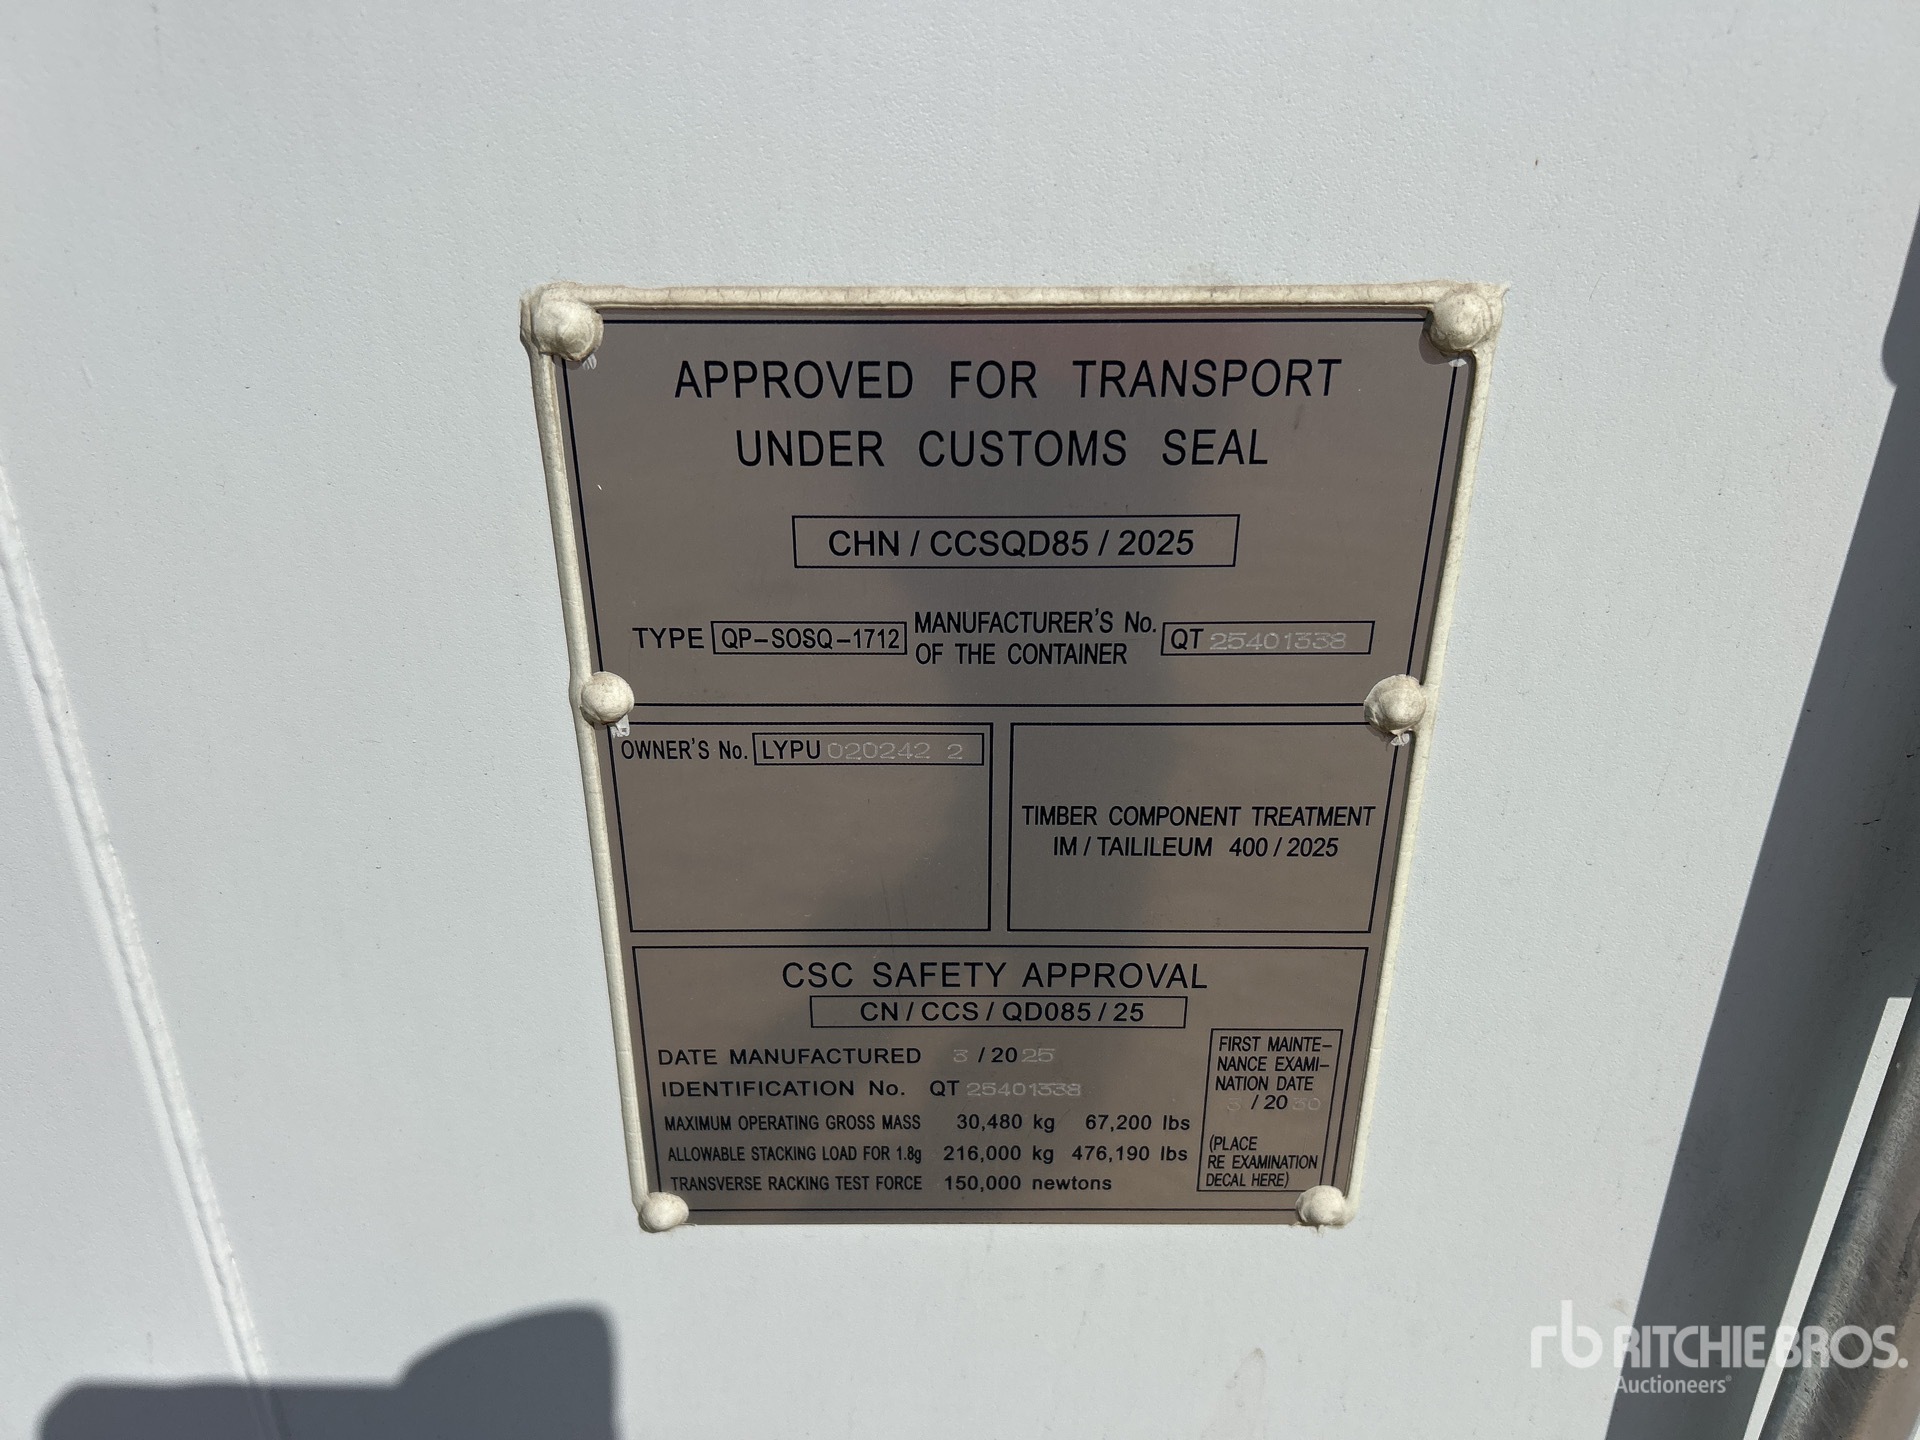 APPROVED FOR TRANSPORT
UNDER CUSTOMS SEAL
CHN / CCSQD85 / 2025
TYPE QP-SOSQ-1712 MANUFACTURER'S No. OF THE CONTAINER QT 25401338
OWNER'S No. LYPU 020242 2
TIMBER COMPONENT TREATMENT
IM / TAILILEUM 400 / 2025
CSC SAFETY APPROVAL
CN / CCS / QD085 / 25
DATE MANUFACTURED 3 / 2025
IDENTIFICATION No. QT 25401338
MAXIMUM OPERATING GROSS MASS 30,480 kg 67,200 lbs
ALLOWABLE STACKING LOAD FOR 1.8g 216,000 kg 476,190 lbs
TRANSVERSE RACKING TEST FORCE 150,000 newtons
FIRST MAINTE-
NANCE EXAMI-
NATION DATE
3 / 2030
(PLACE
RE EXAMINATION
DECAL HERE)
rb RITCHIE BROS.
Auctioneers